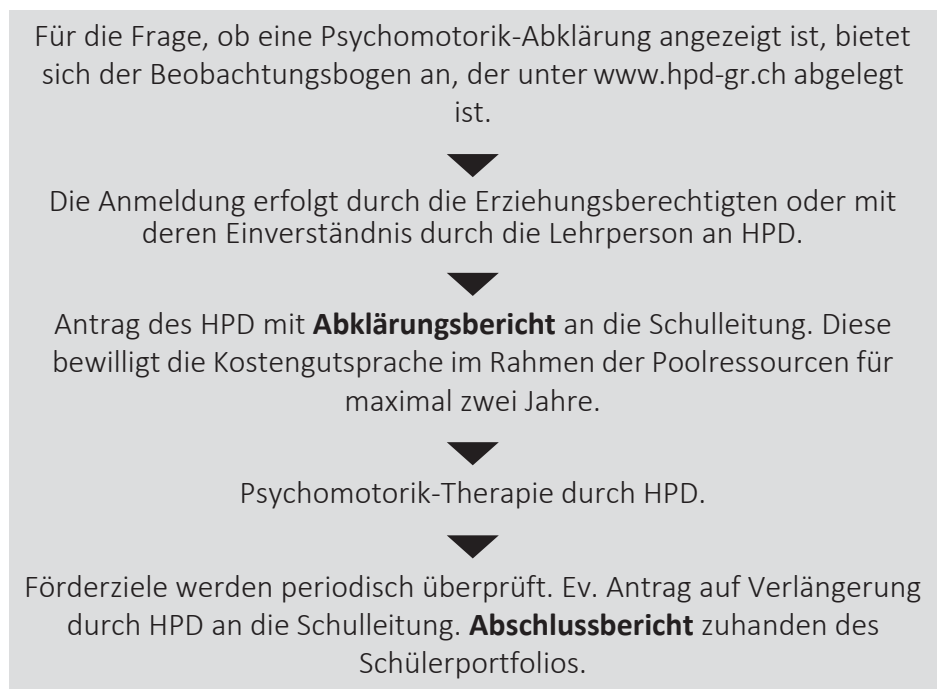 Für die Frage, ob eine Psychomotorik-Abklärung angezeigt ist, bietet
sich der Beobachtungsbogen an, der unter www.hpd-gr.ch abgelegt
ist.
Die Anmeldung erfolgt durch die Erziehungsberechtigten oder mit
deren Einverständnis durch die Lehrperson an HPD.
Antrag des HPD mit Abklärungsbericht an die Schulleitung. Diese
bewilligt die Kostengutsprache im Rahmen der Poolressourcen für
maximal zwei Jahre.
Psychomotorik-Therapie durch HPD.
Förderziele werden periodisch überprüft. Ev. Antrag auf Verlängerung
durch HPD an die Schulleitung. Abschlussbericht zuhanden des
Schülerportfolios.